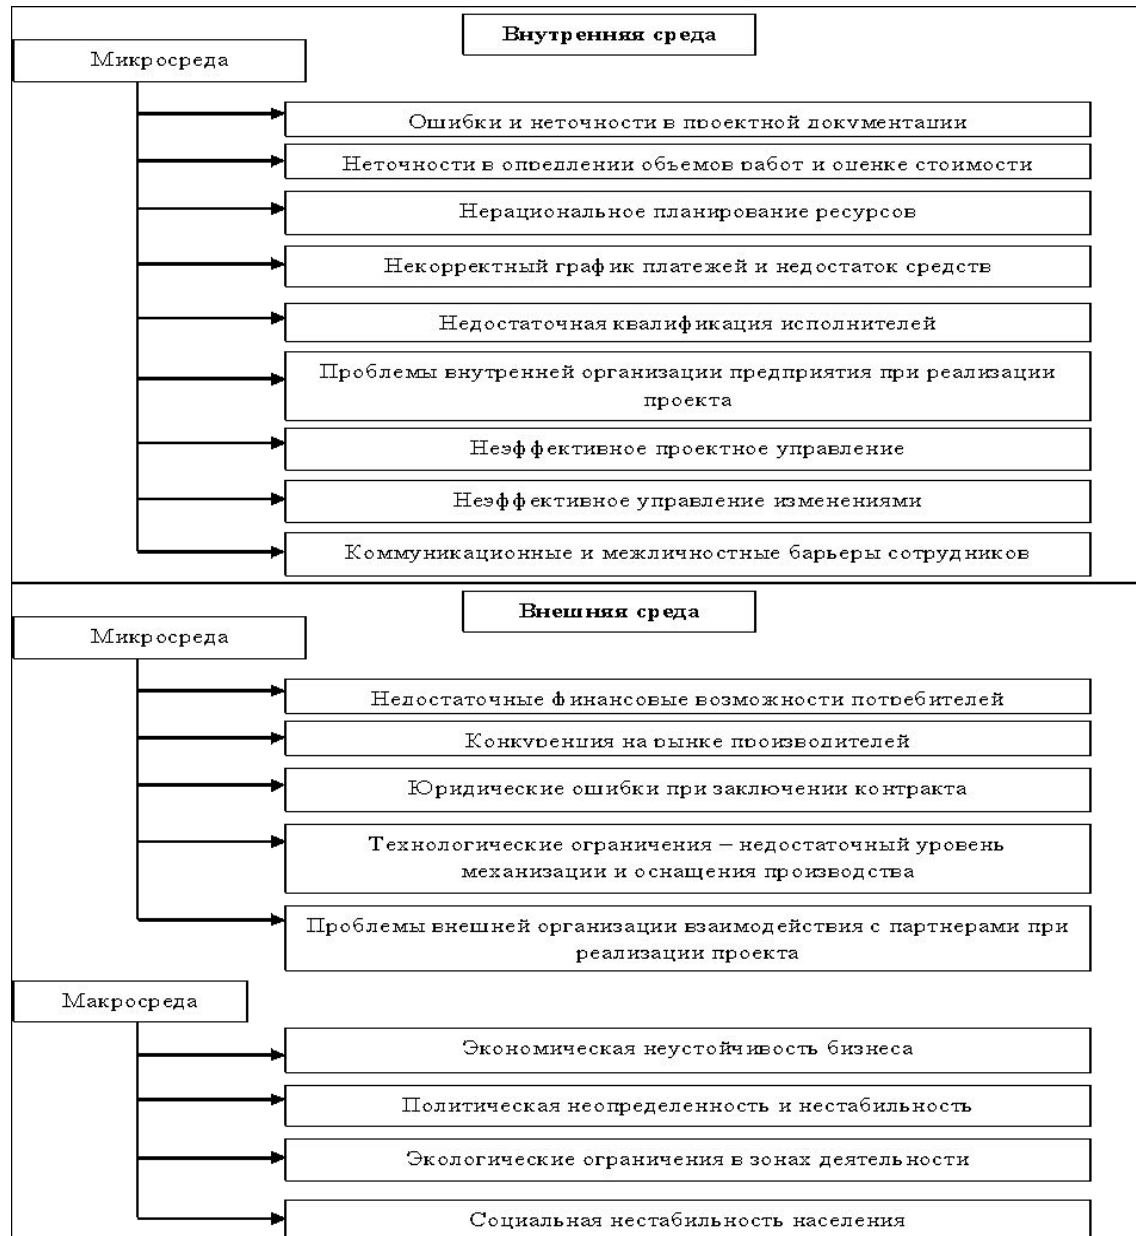 Внутренняя среда
Микросреда
Ошибки и неточности в проектной документации
Неточности в опредлении объемов работ и оценке стоимости
Нерациональное планирование ресурсов
Некорректный график платежей и недостаток средств
Недостаточная квалификация исполнителей
Проблемы внутренней организации предприятия при реализации
проекта
Неэффективное проектное управление
Неэффективное управление изменениями
Коммуникационные и межличностные барьеры сотрудников
Внешняя среда
Микросреда
Недостаточные финансовые возможности потребителей
Конкуренция на рынке производителей
Юридические ошибки при заключении контракта
Технологические ограничения – недостаточный уровень
механизации и оснащения производства
Проблемы внешней организации взаимодействия с партнерами при
реализации проекта
Макросреда
Экономическая неустойчивость бизнеса
Политическая неопределенность и нестабильность
Экологические ограничения в зонах деятельности
Социальная нестабильность населения